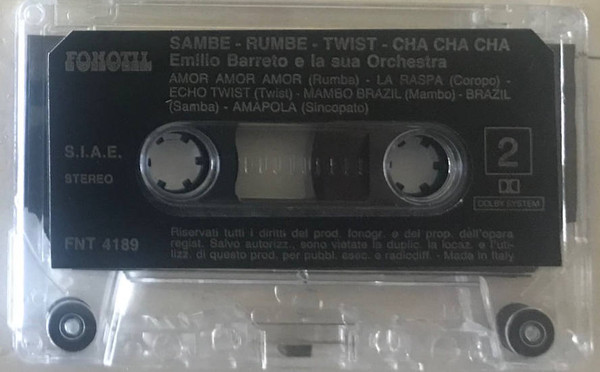 FONOTIL
SAMBE - RUMBE - TWIST - CHA CHA CHA
Emilio Barreto e la sua Orchestra
AMOR AMOR AMOR (Rumba) - LA RASPA (Coropo) -
ECHO TWIST (Twist) - MAMBO BRAZIL (Mambo) - BRAZIL
(Samba) - AMAPOLA (Sincopato)
S.I.A.E.
STEREO
2
DOLBY SYSTEM
FNT 4189
Riservati tutti i diritti del prod. fonogr. e del prop. dell'opera
regist. Salvo autorizz., sono vietate la duplic. la locaz. e l'uti-
lizz. di questo prod. per pubbl. esec. e radiodiff. - Made in Italy